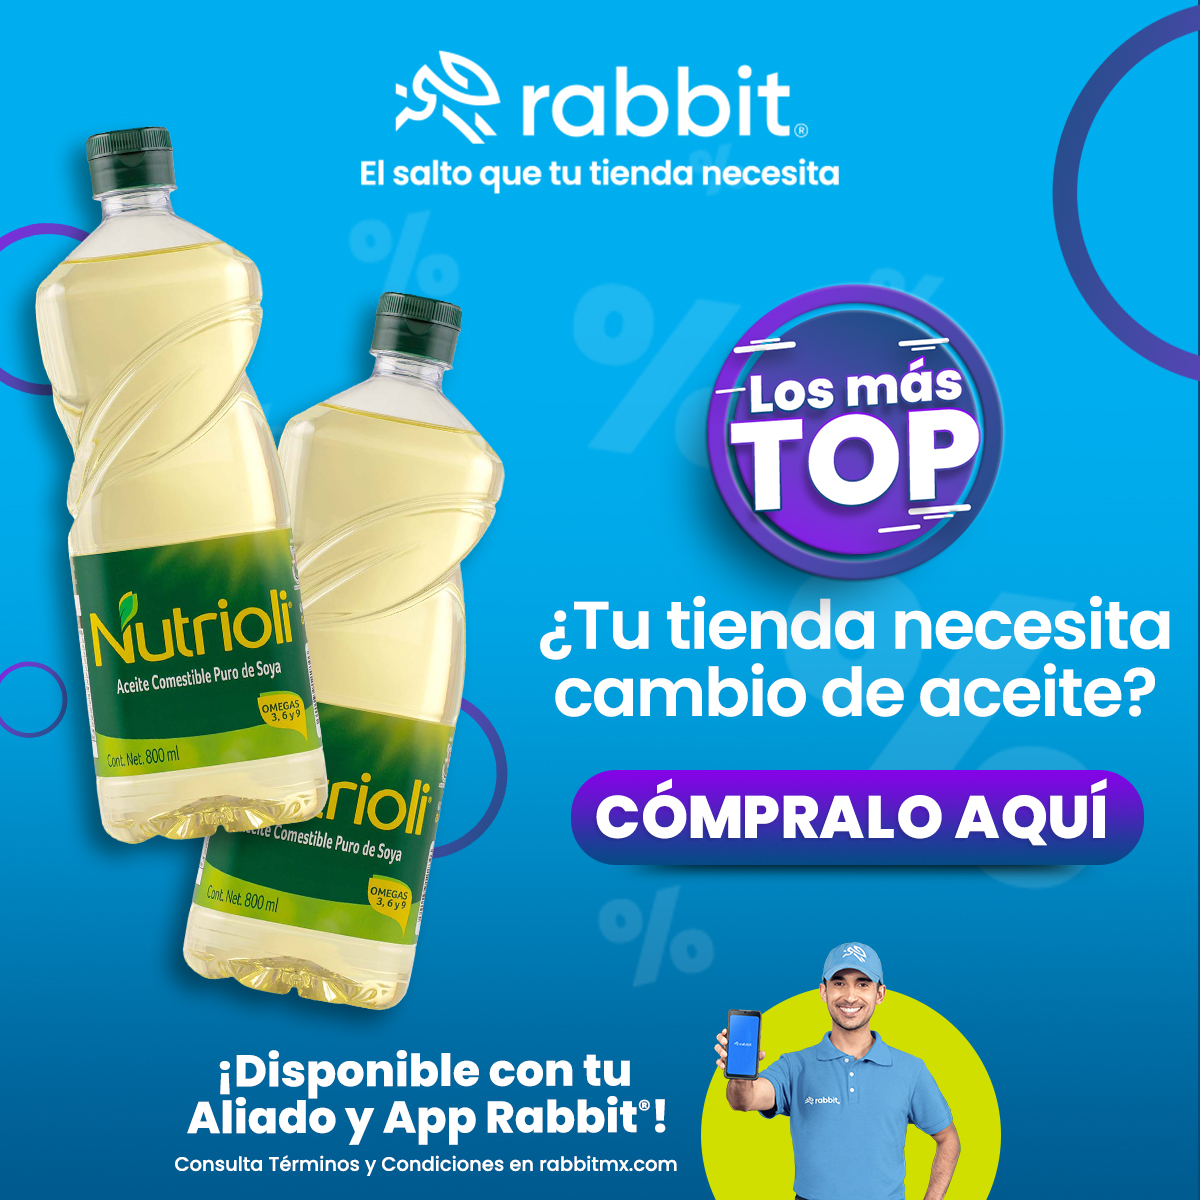 rabbit®
El salto que tu tienda necesita
Los más
TOP
Nutrioli®
Aceite Comestible Puro de Soya
OMEGAS
3, 6 y 9
Cont. Net. 800 ml
rioli®
Aceite Comestible Puro de Soya
OMEGAS
3, 6 y 9
Cont. Net. 800 ml
¿Tu tienda necesita
cambio de aceite?
CÓMPRALO AQUÍ
rabbit
¡Disponible con tu
Aliado y App Rabbit®!
Consulta Términos y Condiciones en rabbitmx.com